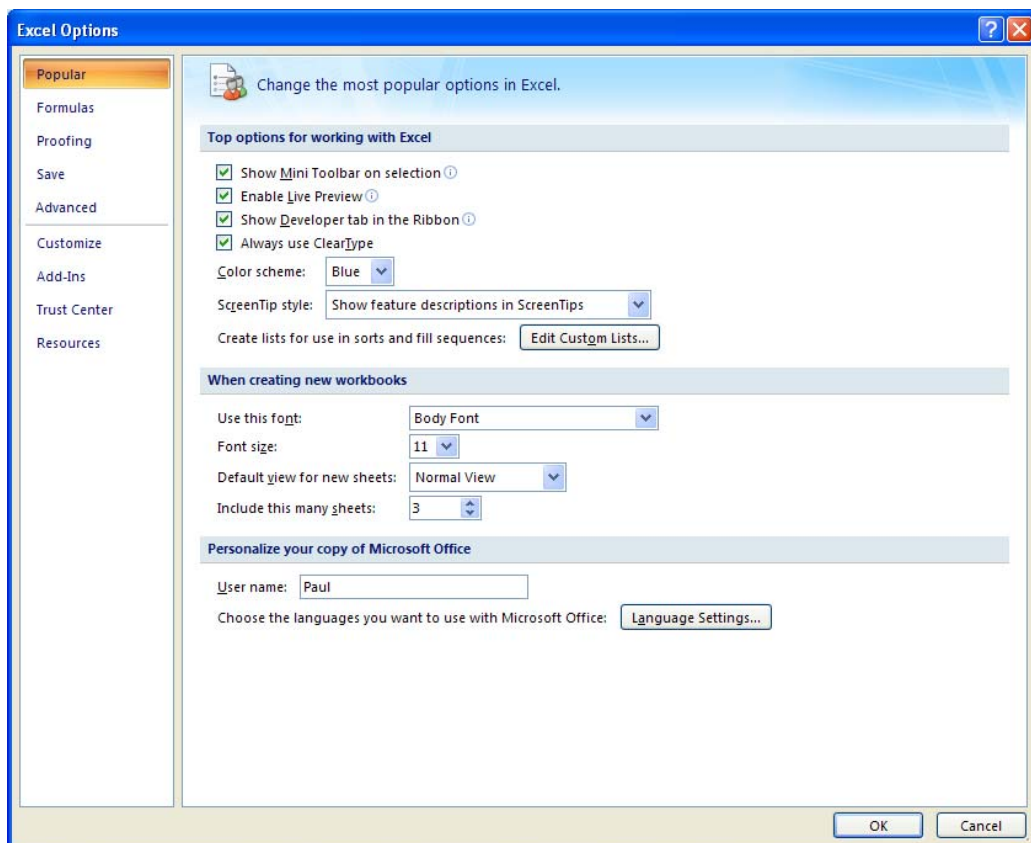 Excel Options
Popular
Formulas
Proofing
Save
Advanced
Customize
Add-Ins
Trust Center
Resources
Change the most popular options in Excel.
Top options for working with Excel
Show Mini Toolbar on selection
Enable Live Preview
Show Developer tab in the Ribbon
Always use ClearType
Color scheme: Blue
ScreenTip style: Show feature descriptions in ScreenTips
Create lists for use in sorts and fill sequences: Edit Custom Lists...
When creating new workbooks
Use this font: Body Font
Font size: 11
Default view for new sheets: Normal View
Include this many sheets: 3
Personalize your copy of Microsoft Office
User name: Paul
Choose the languages you want to use with Microsoft Office: Language Settings...
OK Cancel